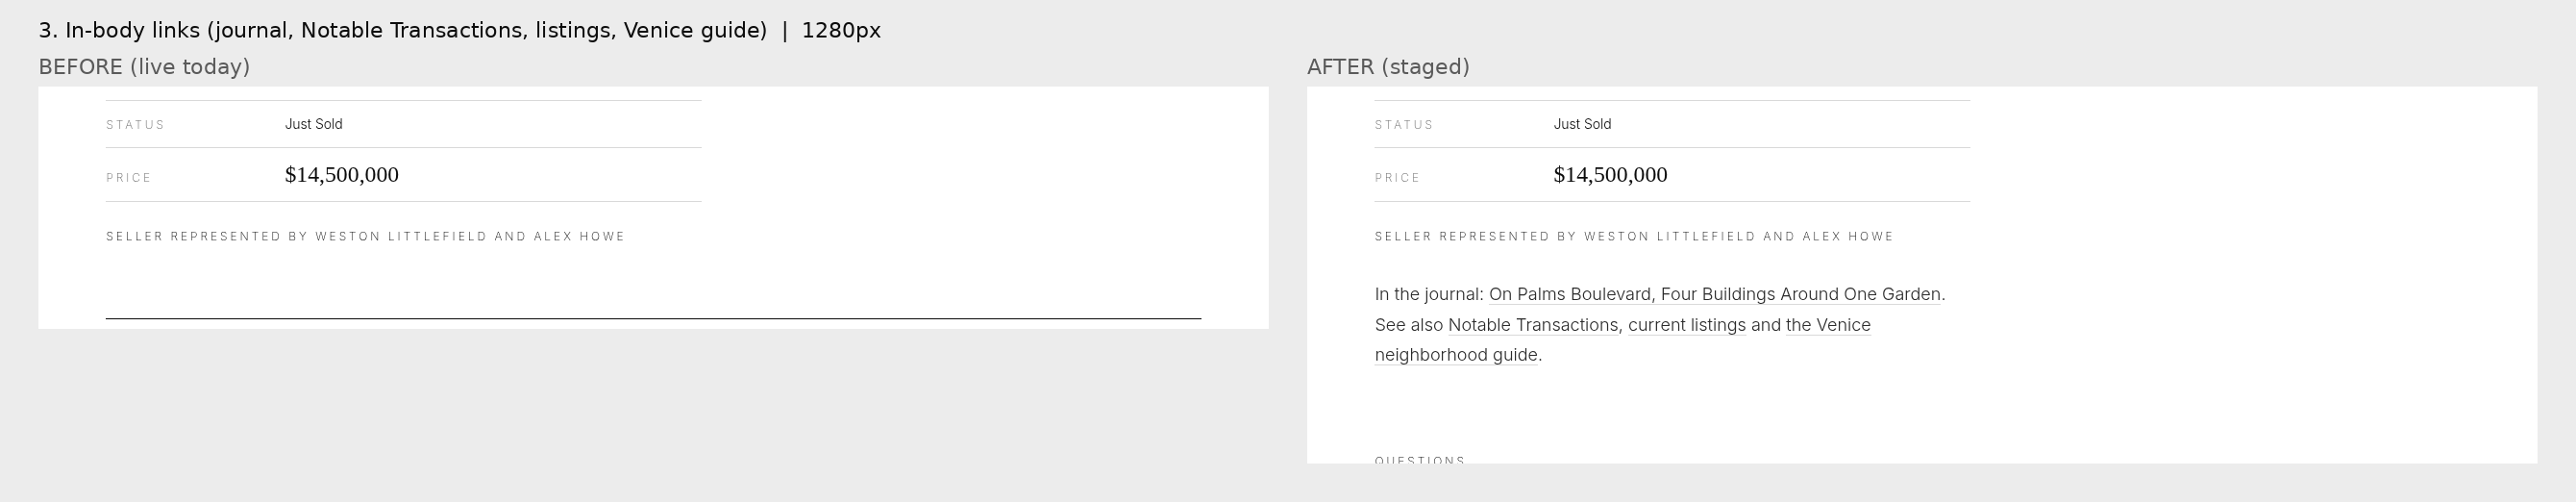 3. In-body links (journal, Notable Transactions, listings, Venice guide) | 1280px
BEFORE (live today)
STATUS Just Sold
PRICE $14,500,000
SELLER REPRESENTED BY WESTON LITTLEFIELD AND ALEX HOWE
AFTER (staged)
STATUS Just Sold
PRICE $14,500,000
SELLER REPRESENTED BY WESTON LITTLEFIELD AND ALEX HOWE
In the journal: On Palms Boulevard, Four Buildings Around One Garden.
See also Notable Transactions, current listings and the Venice
neighborhood guide.
QUESTIONS